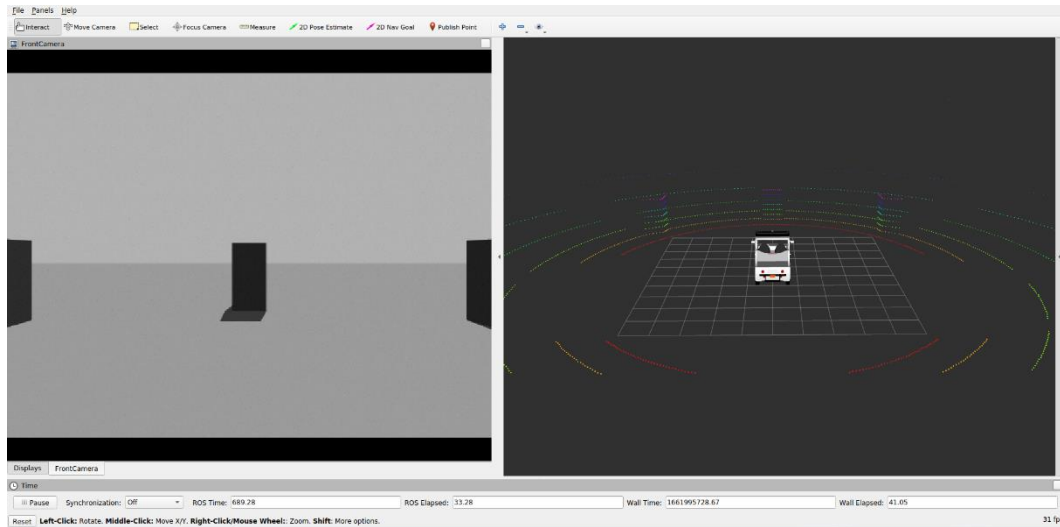 File Panels Help
Interact Move Camera Select Focus Camera Measure 2D Pose Estimate 2D Nav Goal Publish Point
FrontCamera
Displays FrontCamera
Time
Pause Synchronization: Off ROS Time: 689.28 ROS Elapsed: 33.28 Wall Time: 1661995728.67 Wall Elapsed: 41.05
Reset Left-Click: Rotate. Middle-Click: Move X/Y. Right-Click/Mouse Wheel:: Zoom. Shift: More options. 31 fp